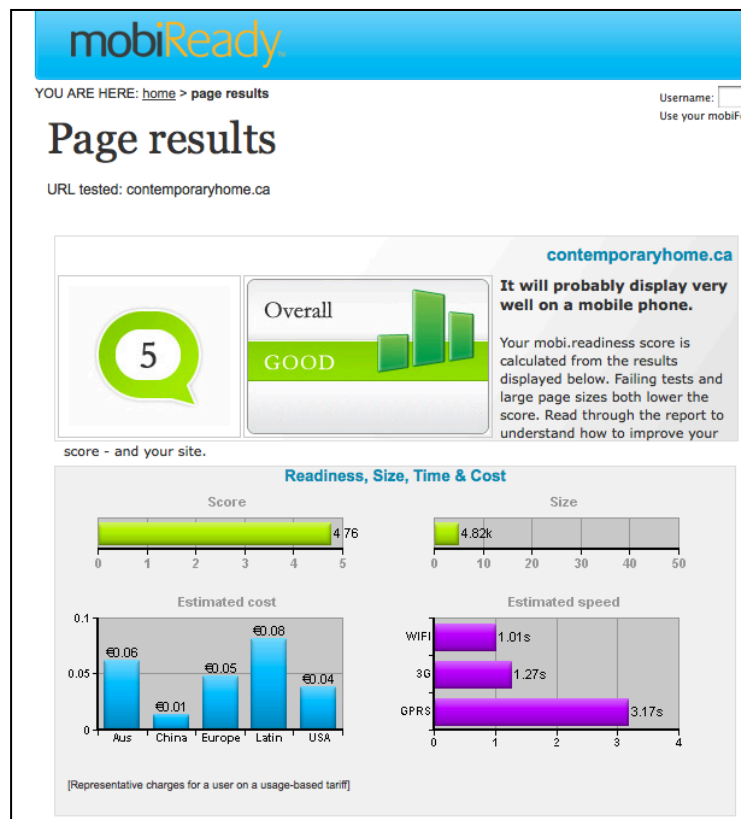 mobiReady
YOU ARE HERE: home > page results
Username:
Use your
Page results
URL tested: contemporaryhome.ca
contemporaryhome.ca
5
Overall
GOOD
It will probably display very
well on a mobile phone.
Your mobi.readiness score is
calculated from the results
displayed below. Failing tests and
large page sizes both lower the
score. Read through the report to
understand how to improve your
score - and your site.
Readiness, Size, Time & Cost
Score
4.76
0 1 2 3 4 5
Size
4.82k
0 10 20 30 40 50
Estimated cost
0.1
0.05
0
€0.06
€0.01
€0.05
€0.08
€0.04
Aus China Europe Latin USA
Estimated speed
WIFI 1.01s
3G 1.27s
GPRS 3.17s
0 1 2 3 4
[Representative charges for a user on a usage-based tariff]